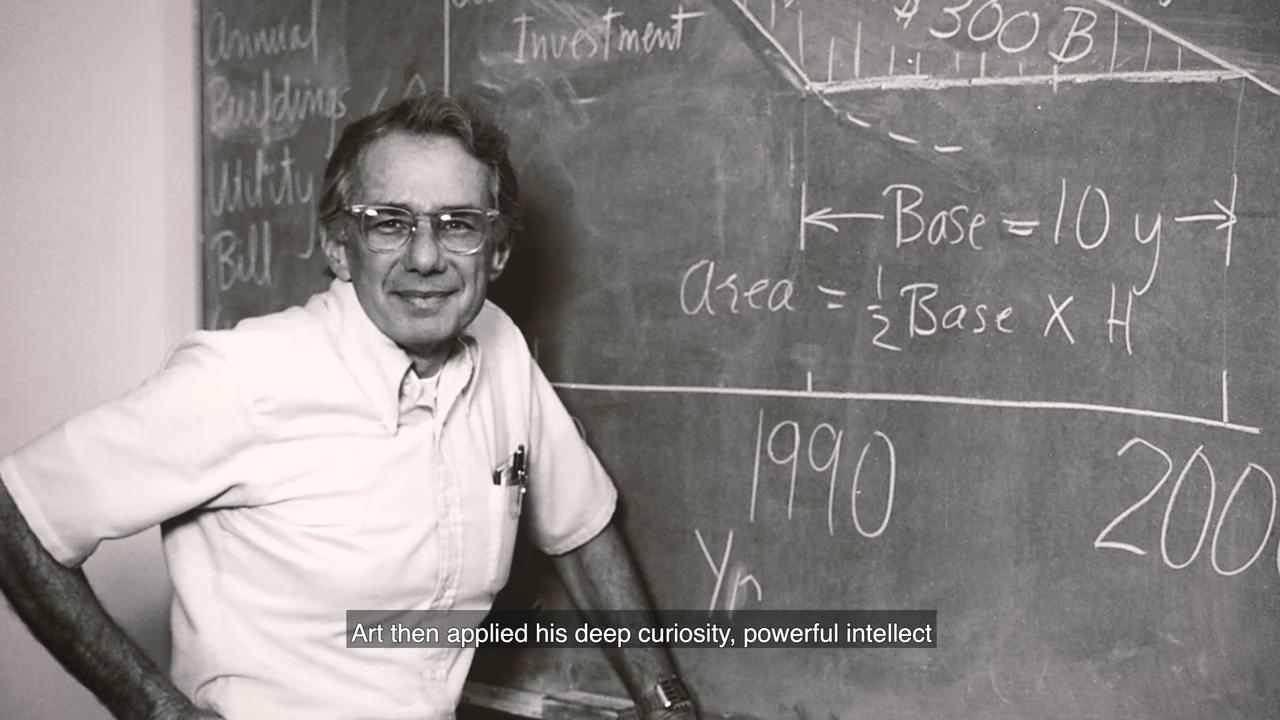 Annual
Buildings
Utility
Bill
Investment
$300 B
Base = 10 y
Area = 1/2 Base X H
1990
200
Yr
Art then applied his deep curiosity, powerful intellect